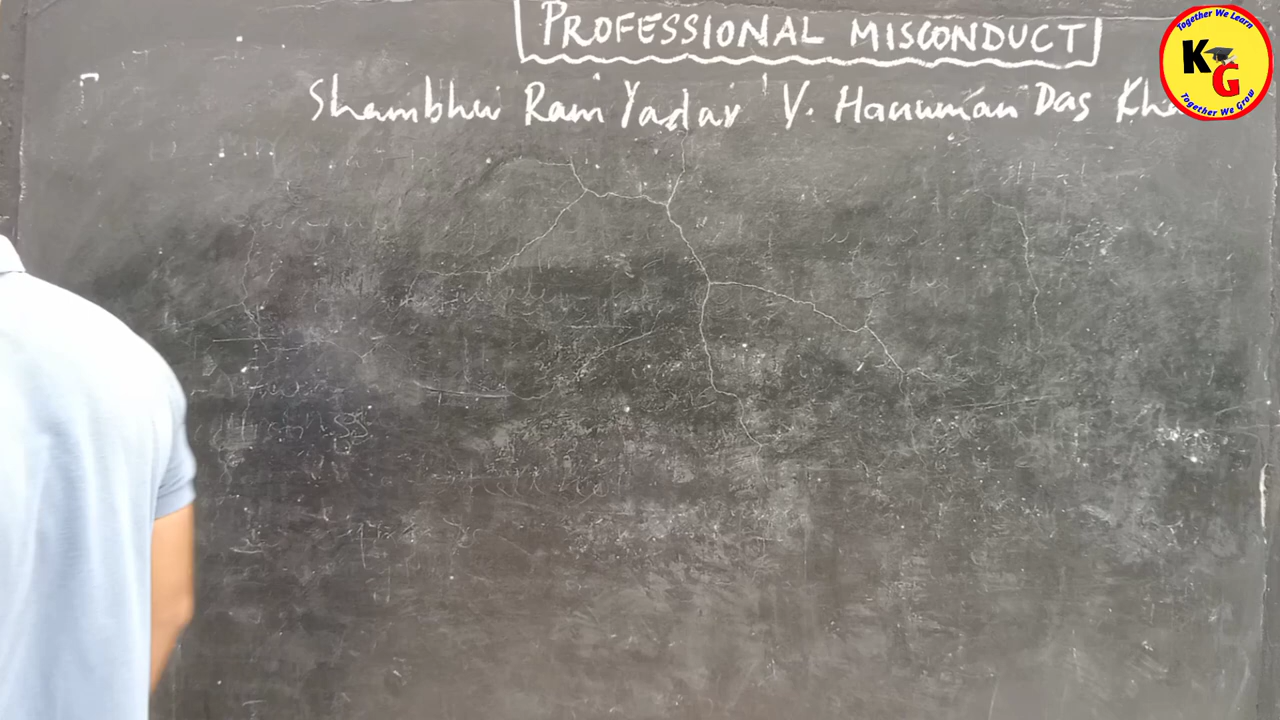 PROFESSIONAL MISCONDUCT
Shambhu Ram Yadav V. Hanuman Das
Together We Learn
KG
Together We Grow